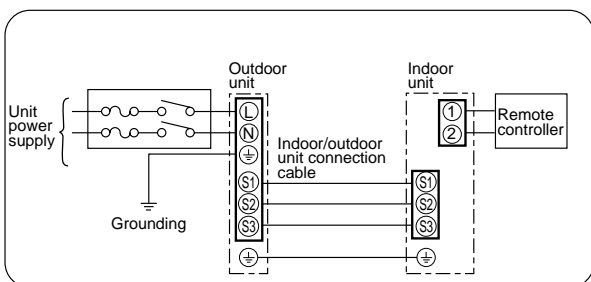 Outdoor
unit
Indoor
unit
Unit
power
supply
L
N
Grounding
Indoor/outdoor
unit connection
cable
S1
S2
S3
1
2
Remote
controller
S1
S2
S3